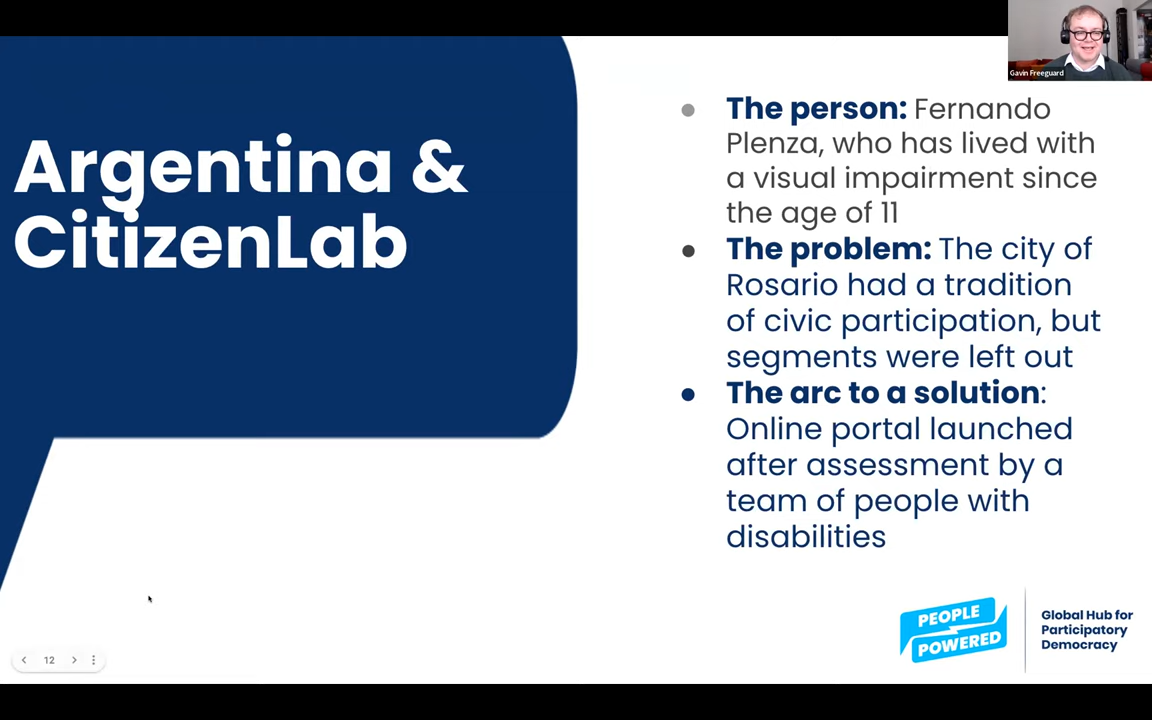 Gavin Freeguard
Argentina &
CitizenLab
● The person: Fernando
Plenza, who has lived with
a visual impairment since
the age of 11
● The problem: The city of
Rosario had a tradition
of civic participation, but
segments were left out
● The arc to a solution:
Online portal launched
after assessment by a
team of people with
disabilities
12
PEOPLE
POWERED
Global Hub for
Participatory
Democracy